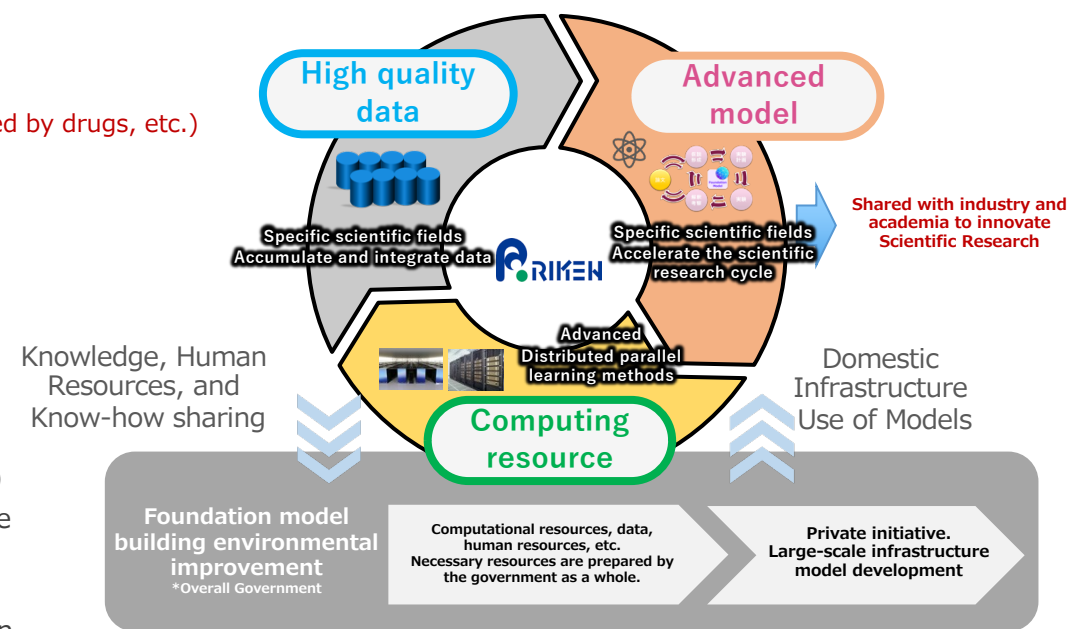 High quality
data
Advanced
model
ed by drugs, etc.)
Shared with industry and
academia to innovate
Scientific Research
Specific scientific fields
Accumulate and integrate data
RIKEN
Specific scientific fields
Accelerate the scientific
research cycle
Advanced
Distributed parallel
learning methods
Knowledge, Human
Resources, and
Know-how sharing
Domestic
Infrastructure
Use of Models
Computing
resource
)
e
n
Foundation model
building environmental
improvement
*Overall Government
Computational resources, data,
human resources, etc.
Necessary resources are prepared by
the government as a whole.
Private initiative.
Large-scale infrastructure
model development